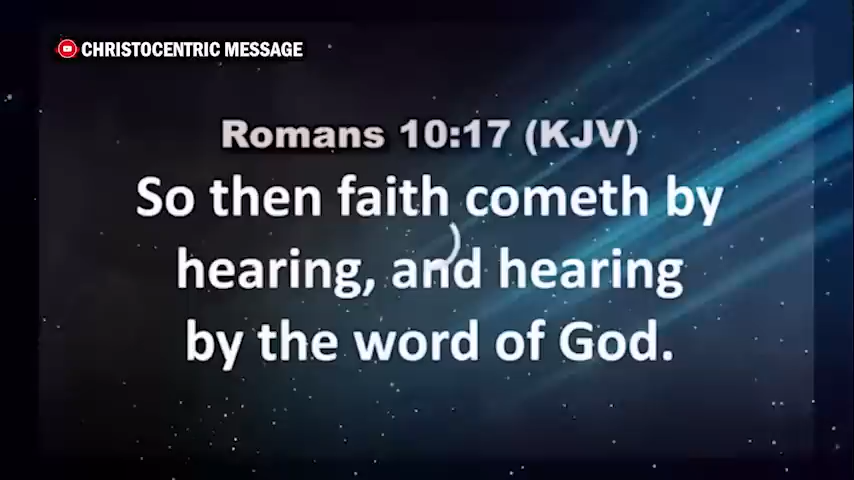 CHRISTOCENTRIC MESSAGE
Romans 10:17 (KJV)
So then faith cometh by
hearing, and hearing
by the word of God.